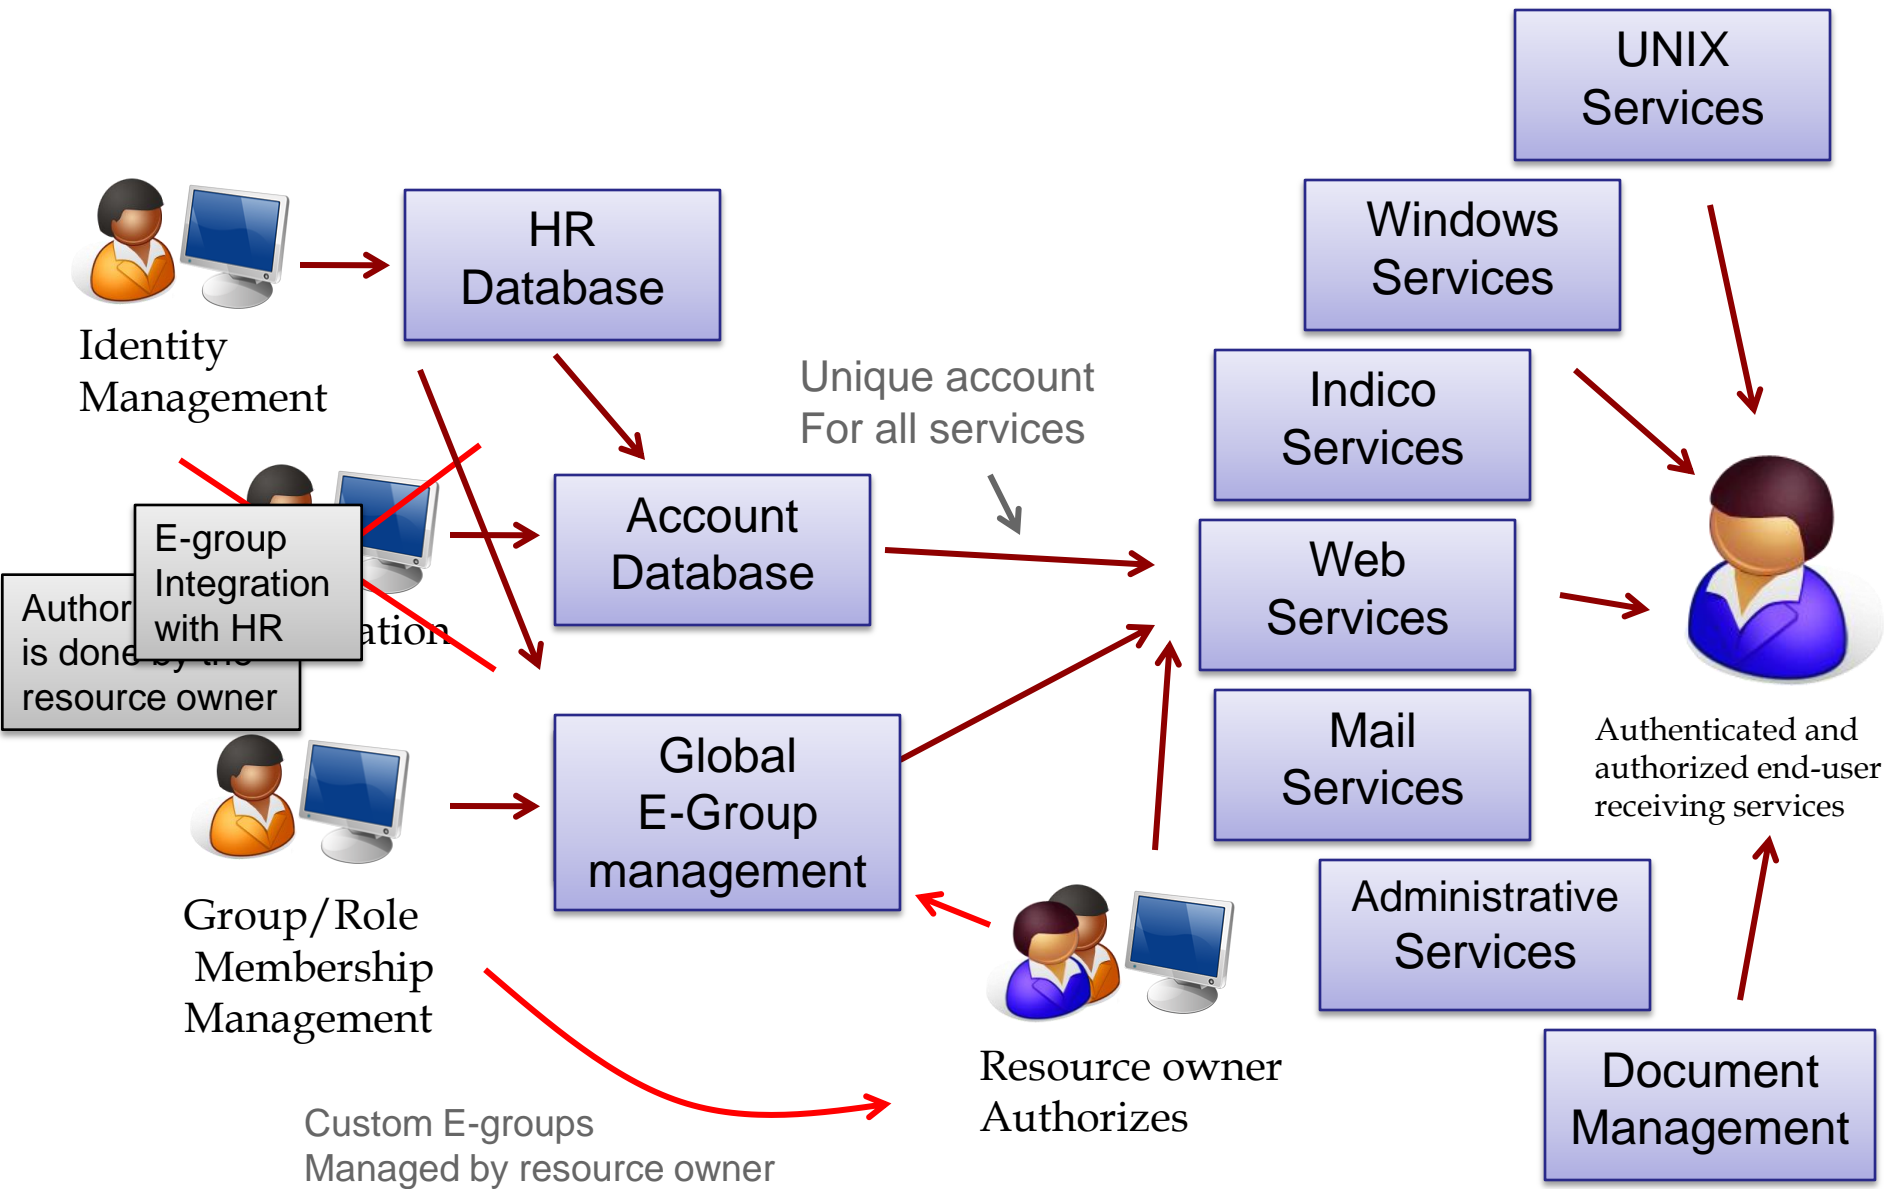 UNIX
Services
Windows
Services
HR
Database
Identity
Management
Unique account
For all services
Indico
Services
Account
Database
E-group
Integration
with HR
Author
is done by the
resource owner
ation
Web
Services
Global
E-Group
management
Mail
Services
Authenticated and
authorized end-user
receiving services
Administrative
Services
Group/Role
Membership
Management
Resource owner
Authorizes
Document
Management
Custom E-groups
Managed by resource owner